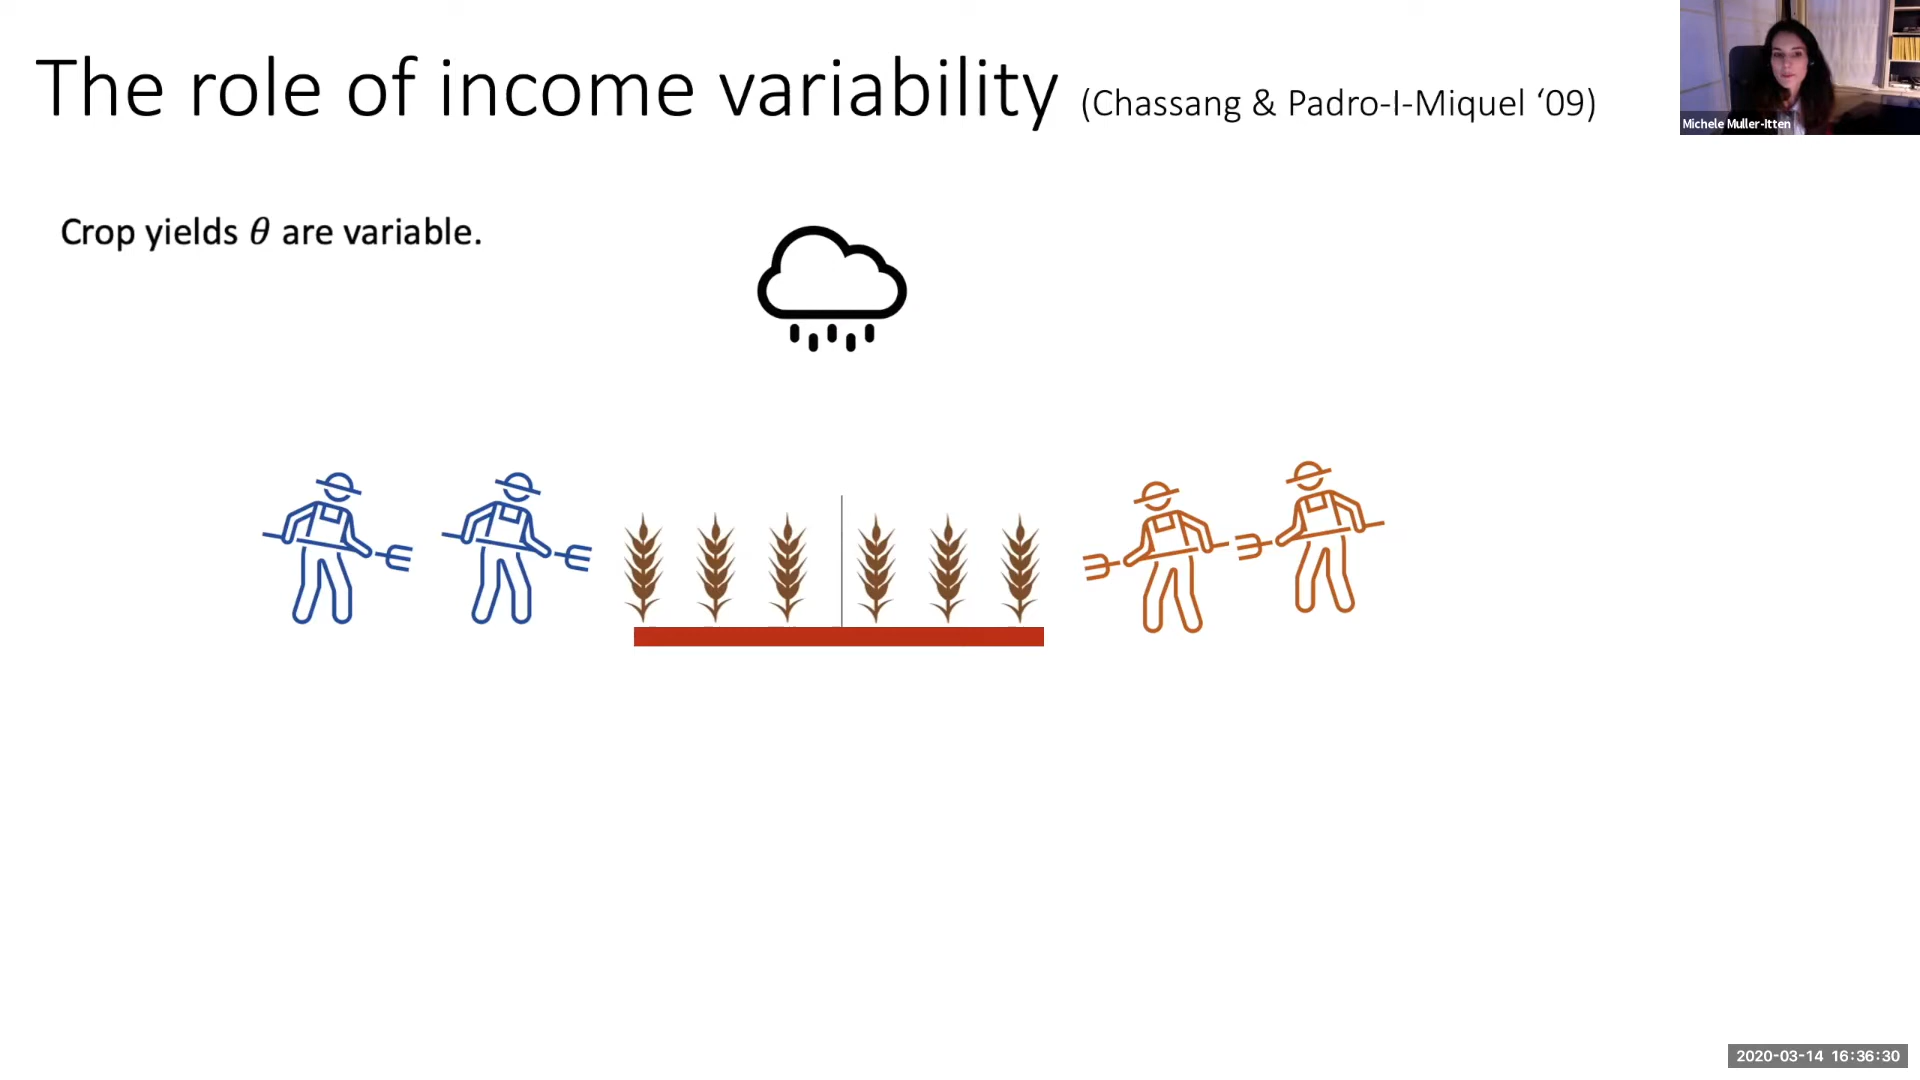 The role of income variability (Chassang & Padro-I-Miquel ‘09)
Michele Muller-Itten
Crop yields θ are variable.
2020-03-14 16:36:30